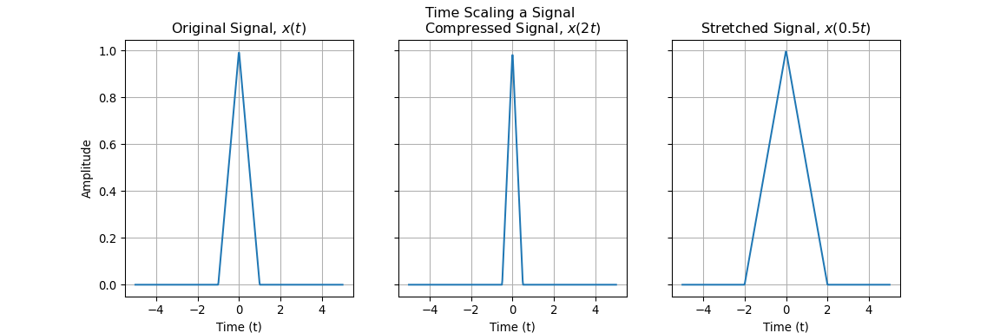 Time Scaling a Signal
Original Signal, x(t)
Compressed Signal, x(2t)
Stretched Signal, x(0.5t)
Amplitude
1.0
0.8
0.6
0.4
0.2
0.0
−4 −2 0 2 4
−4 −2 0 2 4
−4 −2 0 2 4
Time (t)
Time (t)
Time (t)